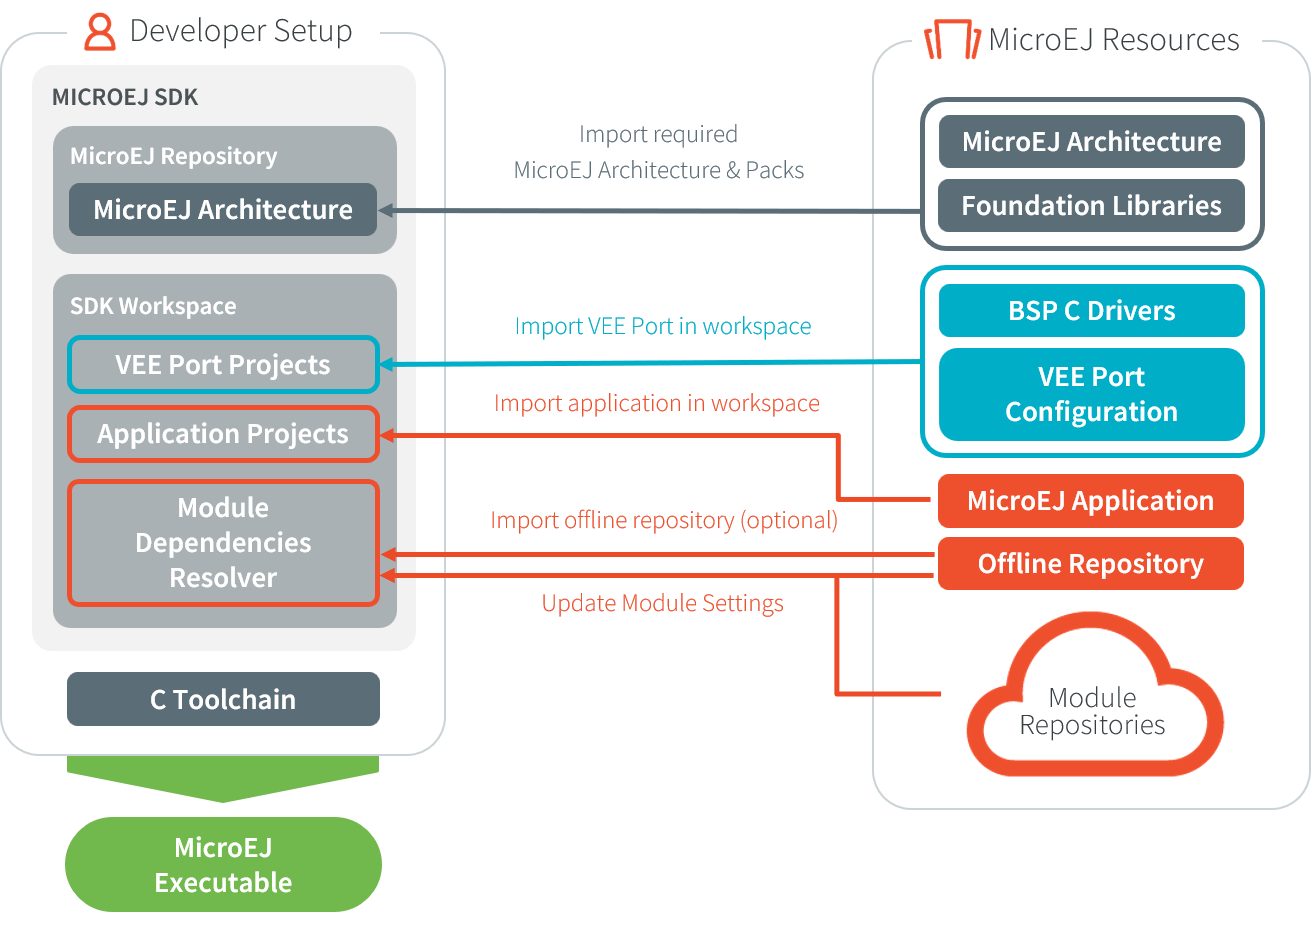 Developer Setup
MICROEJ SDK
MicroEJ Repository
MicroEJ Architecture
SDK Workspace
VEE Port Projects
Application Projects
Module
Dependencies
Resolver
C Toolchain
MicroEJ
Executable
Import required
MicroEJ Architecture & Packs
Import VEE Port in workspace
Import application in workspace
Import offline repository (optional)
Update Module Settings
MicroEJ Resources
MicroEJ Architecture
Foundation Libraries
BSP C Drivers
VEE Port
Configuration
MicroEJ Application
Offline Repository
Module
Repositories